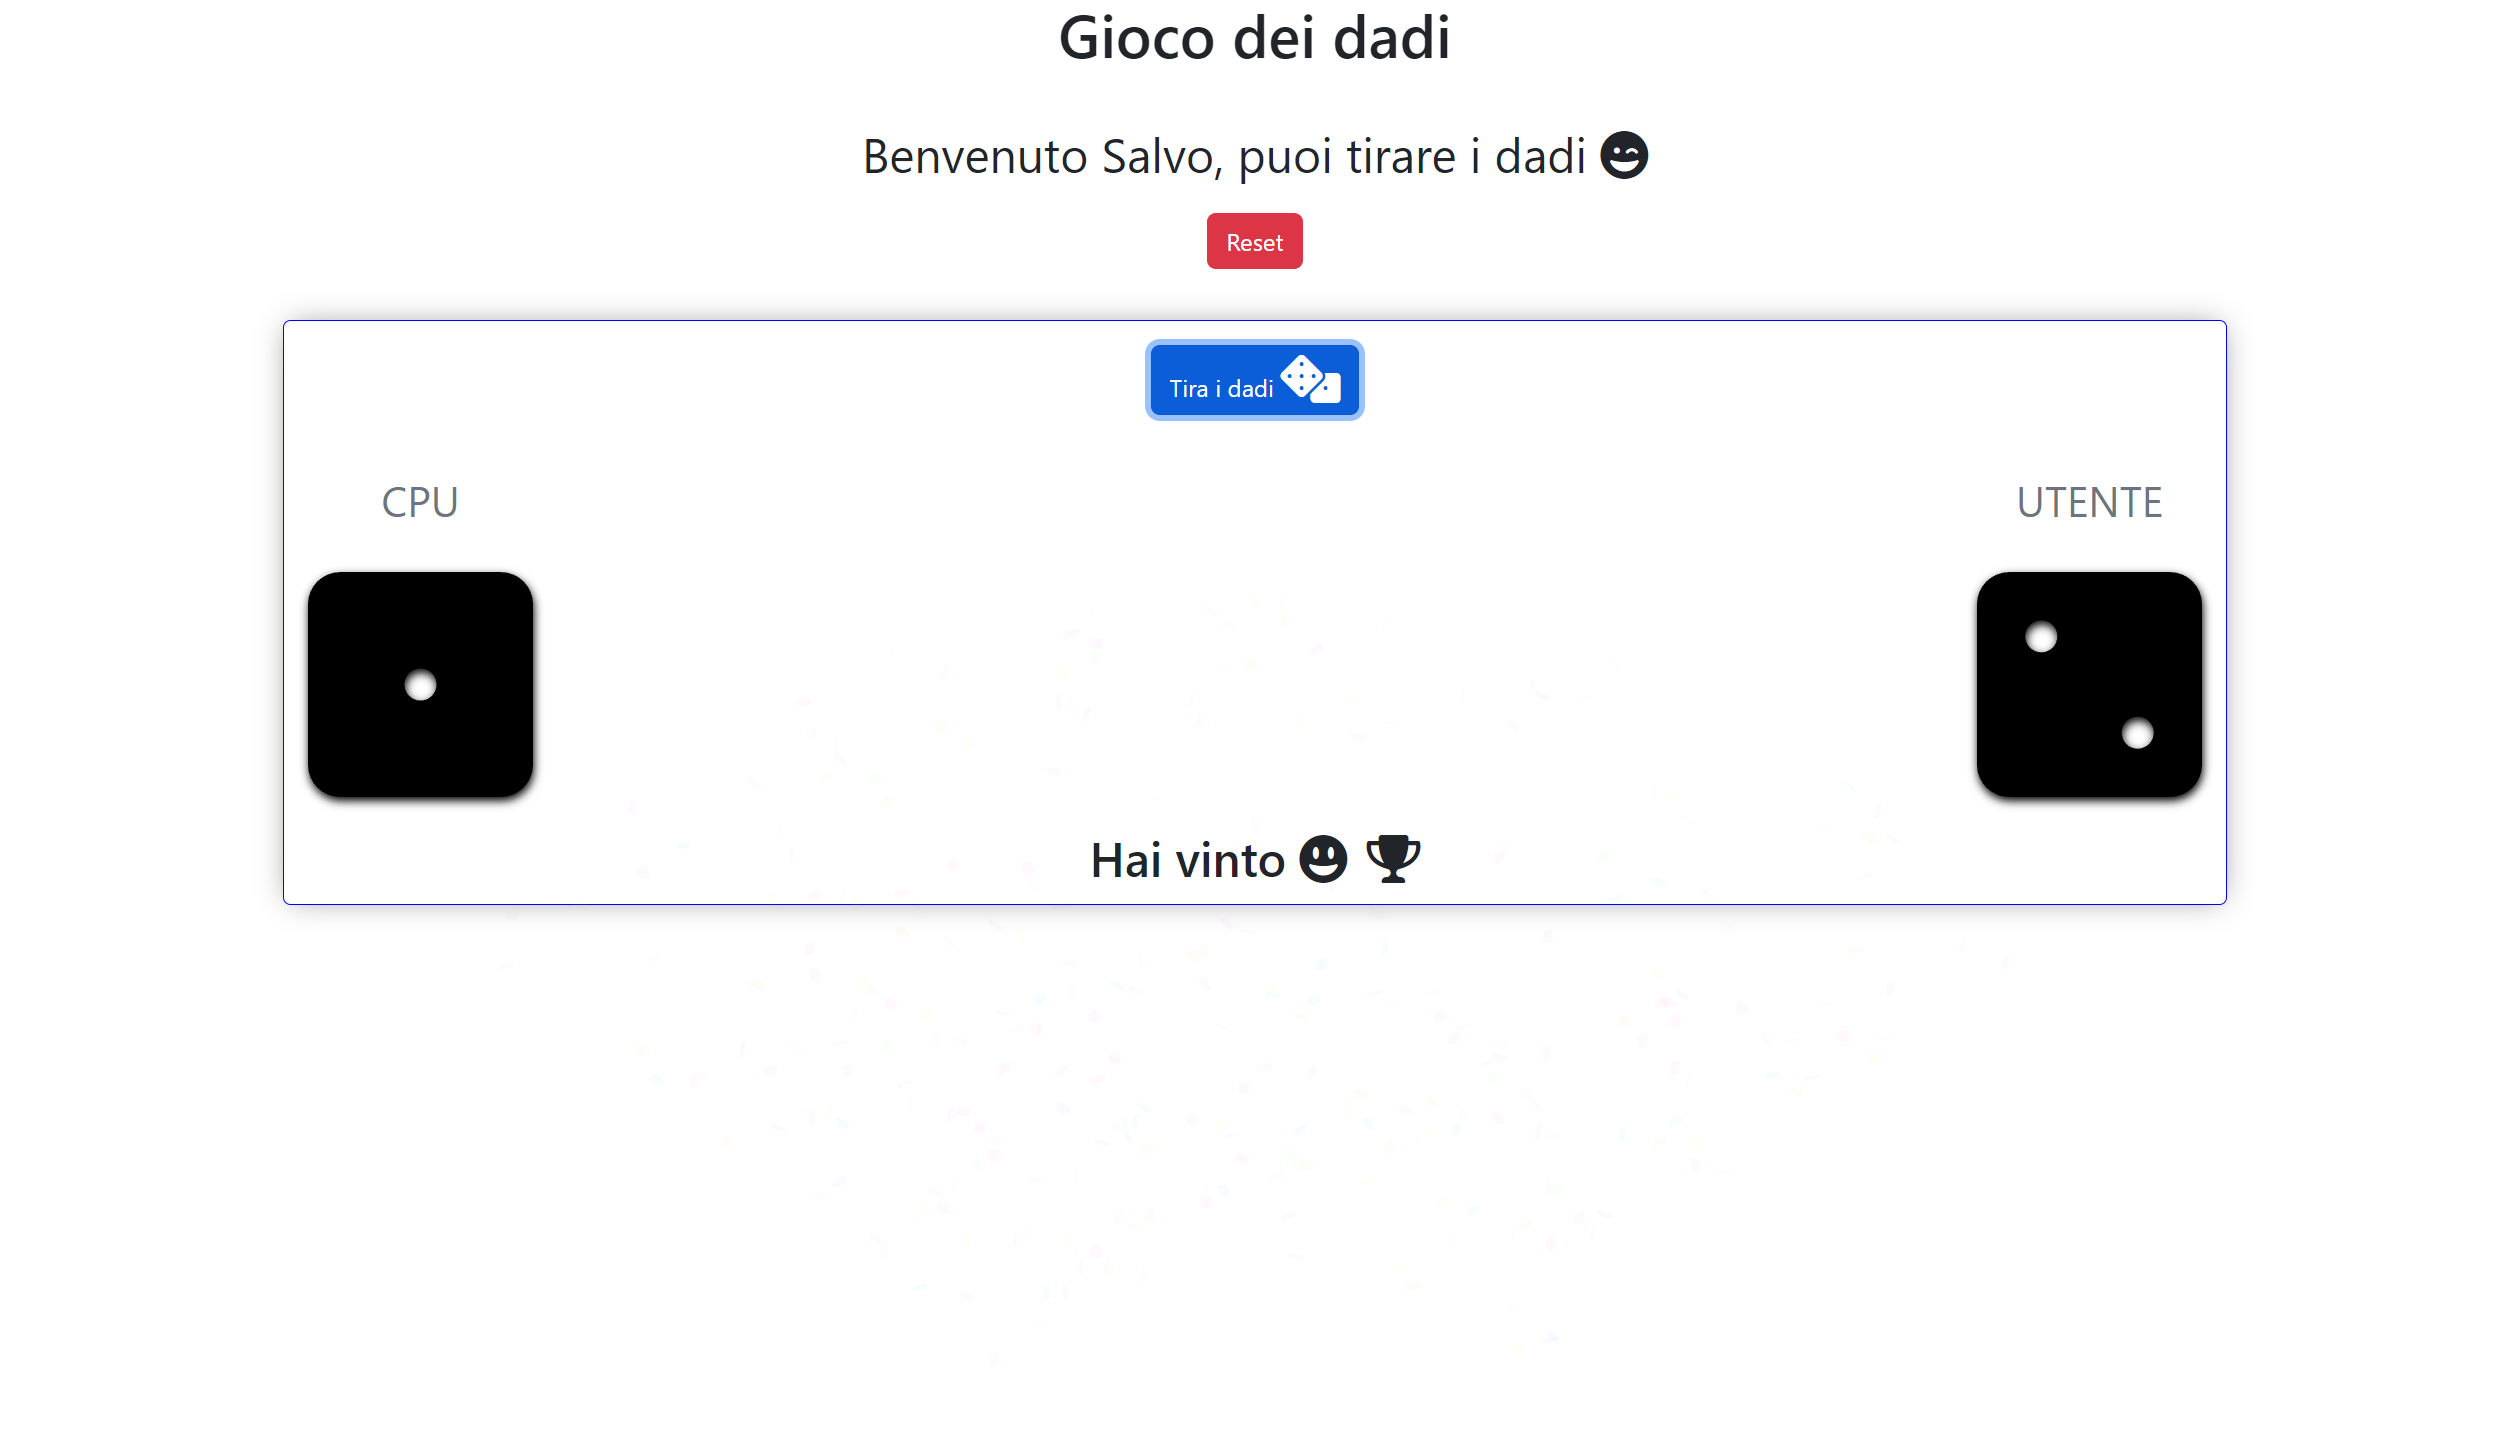 Gioco dei dadi
Benvenuto Salvo, puoi tirare i dadi
Reset
Tira i dadi
CPU
UTENTE
Hai vinto